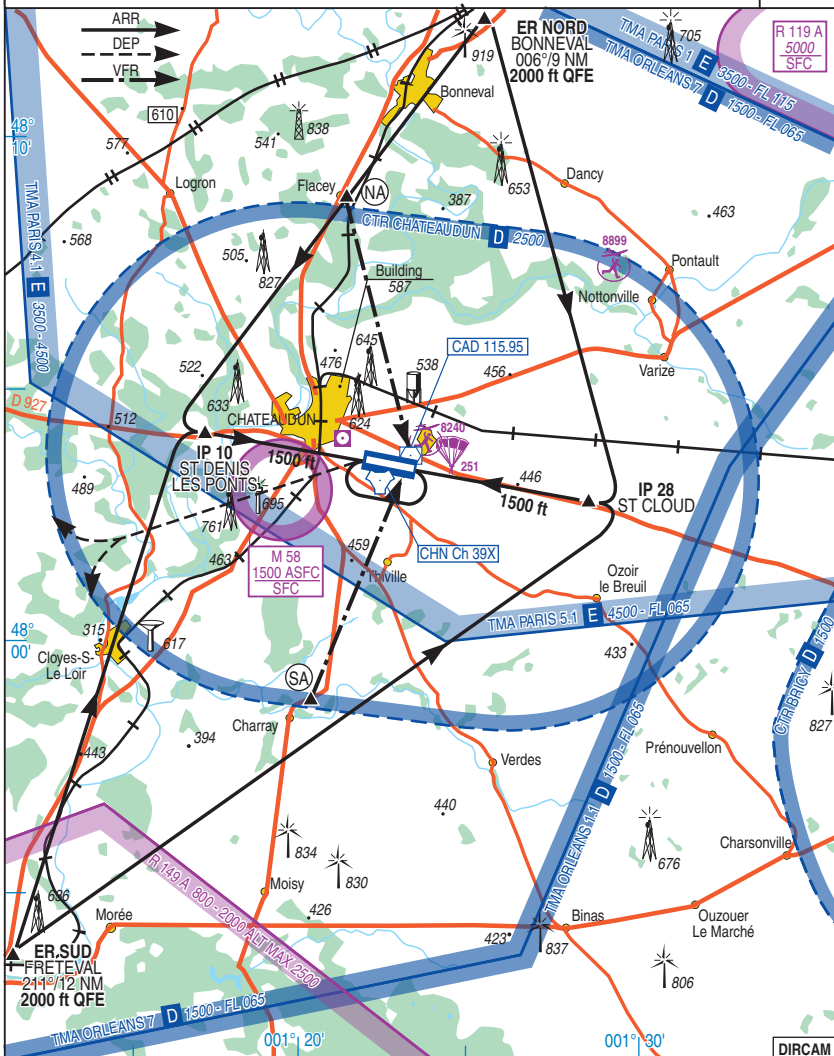 ARR
DEP
VFR
ER NORD
BONNEVAL
006°/9 NM
2000 ft QFE
919
705
R 119 A
5000
SFC
TMA PARIS 1 E 3500 - FL 115
TMA ORLEANS 7 D 1500 - FL 065
Bonneval
610
838
541
577
48°
10'
Logron
Flacey
NA
387
653
Dancy
463
568
TMA PARIS 4.1 E 3500-4500
CTR CHATEAUDUN D 2500
8899
505
827
Building
587
Pontault
Nottonville
645
476
CAD 115.95
522
538
456
Varize
633
D 927
CHATEAUDUN
624
512
8240
251
IP 10
ST DENIS
LES PONTS
1500 ft
446
1500 ft
IP 28
ST CLOUD
489
695
761
CHN Ch 39X
463
M 58
1500 ASFC
SFC
459
Thiville
Ozoir
le Breuil
TMA PARIS 5.1 E 4500 - FL 065
48°
00'
315
617
Cloyes-S-
Le Loir
433
SA
CTR BRICY D 1500
827
Charray
394
443
Prénouvellon
Verdes
TMA ORLEANS 1.1 D 1500 - FL 065
440
834
830
676
Charsonville
R 149 A 800 - 2000 ALT MAX 2500
Moisy
636
426
Morée
Binas
Ouzouer
Le Marché
423
837
806
ER SUD
FRETEVAL
211°/12 NM
2000 ft QFE
TMA ORLÉANS 7 D 1500 - FL 065
001° 20'
001° 30'
DIRCAM